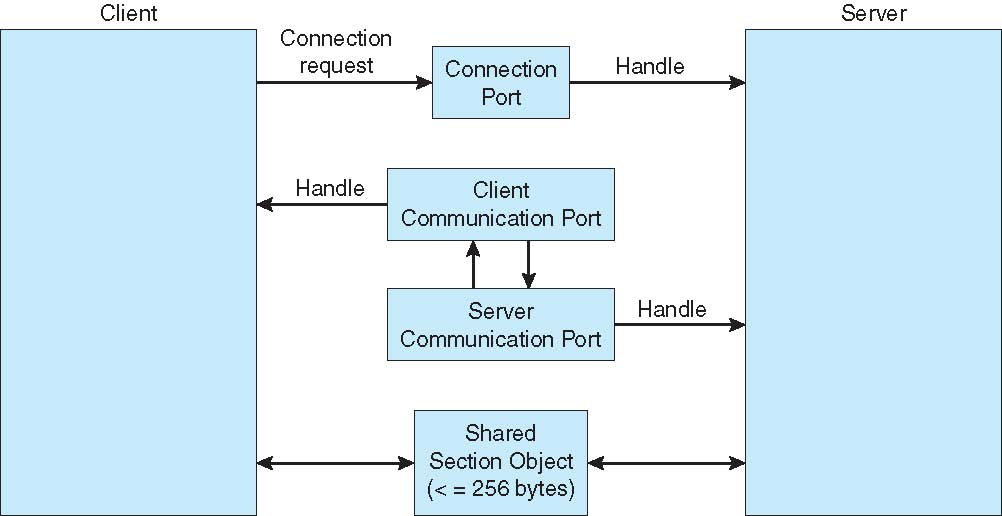 Client
Server
Connection
request
Connection
Port
Handle
Handle
Client
Communication Port
Server
Communication Port
Handle
Shared
Section Object
(< = 256 bytes)